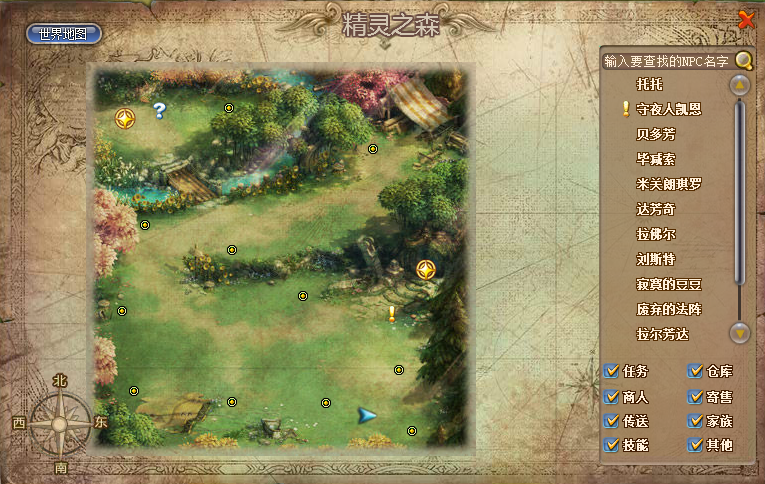 精灵之森
世界地图
输入要查找的NPC名字
托托
守夜人凯恩
贝多芳
毕减索
米关朗琪罗
达芳奇
拉佛尔
刘斯特
寂寞的豆豆
废弃的法阵
拉尔芳达
任务 仓库
商人 寄售
传送 家族
技能 其他
北
西 东
南